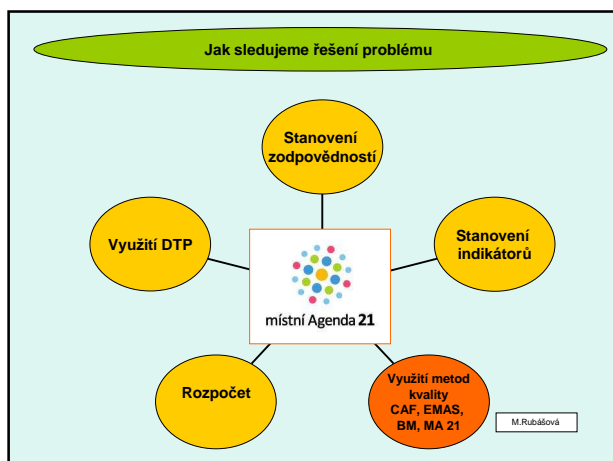 Jak sledujeme řešení problému
Stanovení
zodpovědností
Využití DTP
Stanovení
indikátorů
místní Agenda 21
Rozpočet
Využití metod
kvality
CAF, EMAS,
BM, MA 21
M.Rubášová